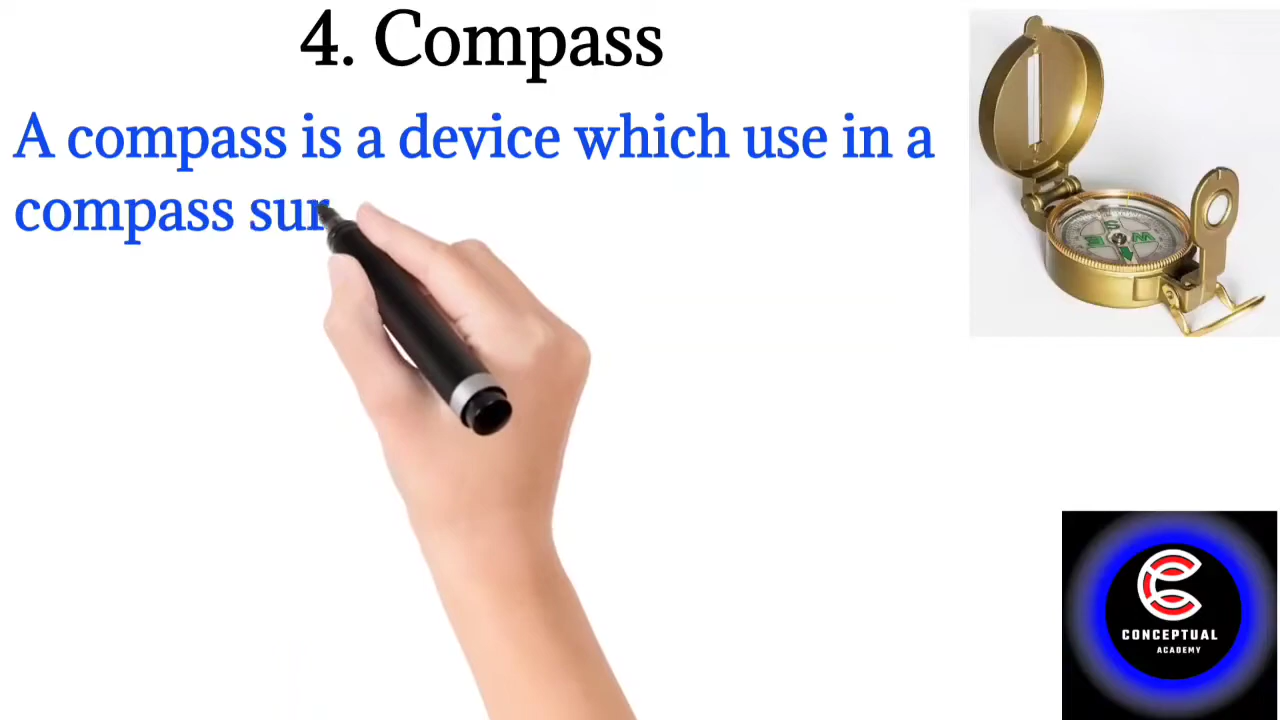 4. Compass
A compass is a device which use in a
compass sur
S
E W
CONCEPTUAL
ACADEMY